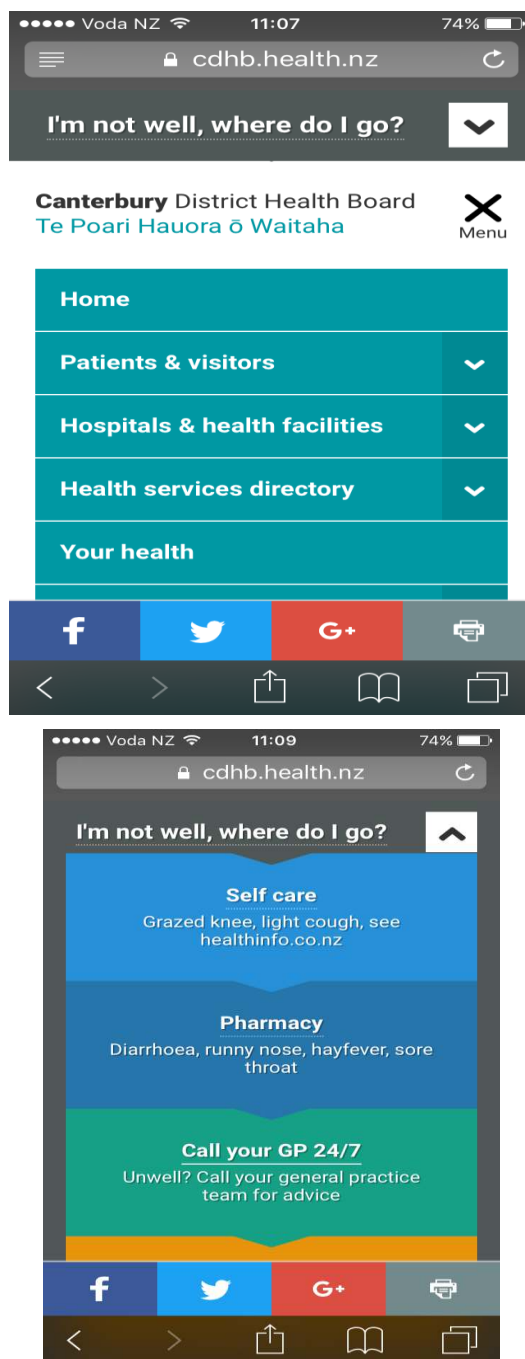 Voda NZ 11:07 74%
cdhb.health.nz
I'm not well, where do I go?
Canterbury District Health Board
Te Poari Hauora ō Waitaha
Menu
Home
Patients & visitors
Hospitals & health facilities
Health services directory
Your health
f G+
Voda NZ 11:09 74%
cdhb.health.nz
I'm not well, where do I go?
Self care
Grazed knee, light cough, see
healthinfo.co.nz
Pharmacy
Diarrhoea, runny nose, hayfever, sore
throat
Call your GP 24/7
Unwell? Call your general practice
team for advice
f G+